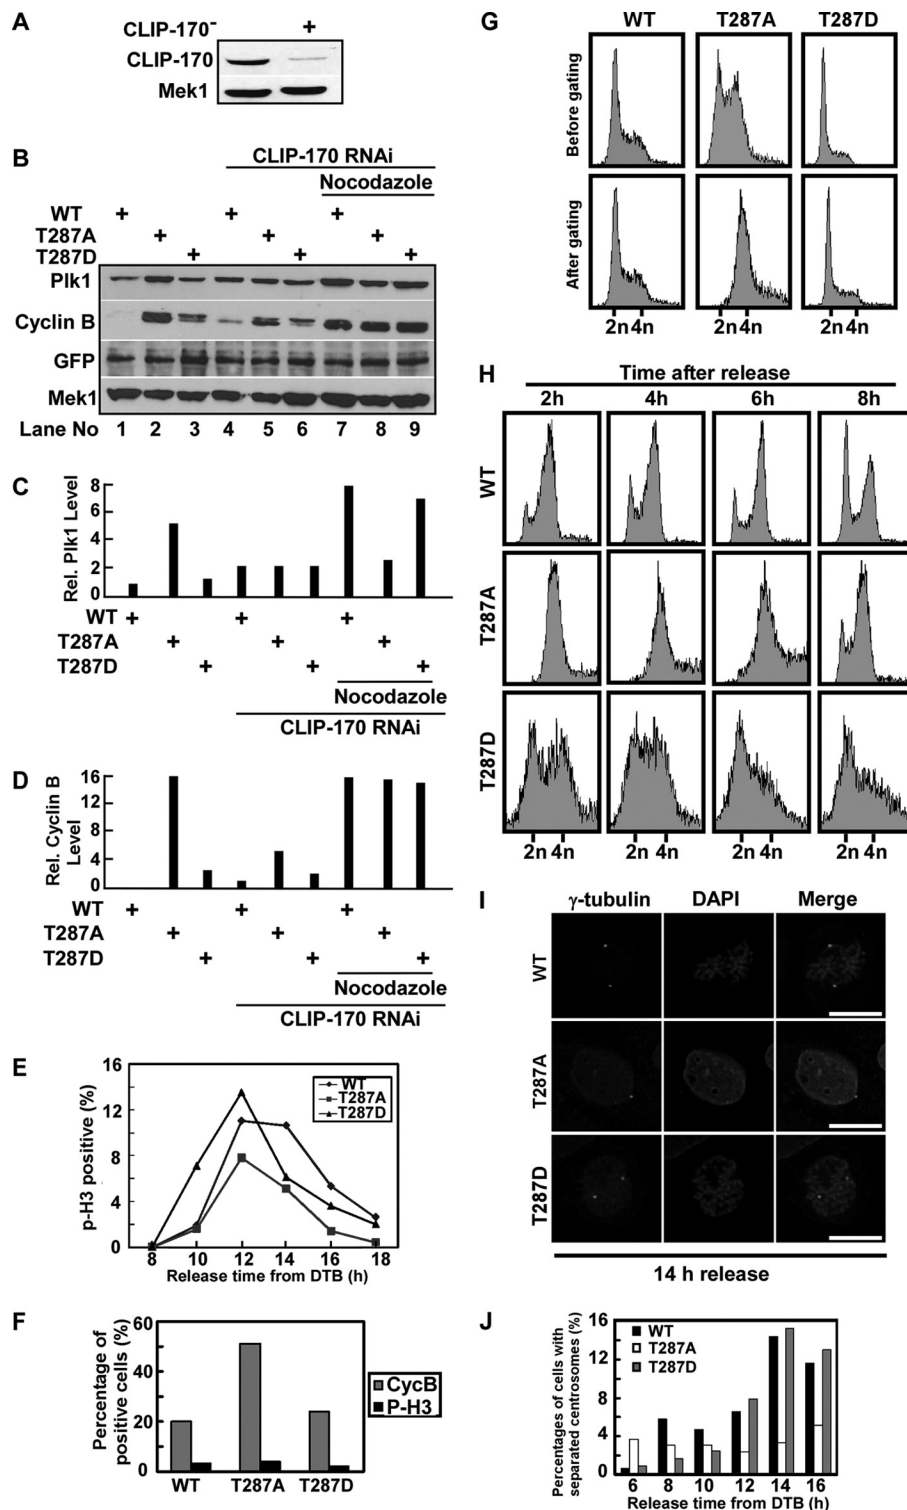 A
CLIP-170⁻ +
CLIP-170
Mek1
B
CLIP-170 RNAi
Nocodazole
WT + + +
T287A + + +
T287D + + +
Plk1
Cyclin B
GFP
Mek1
Lane No 1 2 3 4 5 6 7 8 9
C
Rel. Plk1 Level
8
6
4
2
0
WT + + +
T287A + + +
T287D + + +
Nocodazole
CLIP-170 RNAi
D
Rel. Cyclin B Level
16
12
8
4
0
WT + + +
T287A + + +
T287D + + +
Nocodazole
CLIP-170 RNAi
E
p-H3 positive (%)
16
12
8
4
0
WT
T287A
T287D
8 10 12 14 16 18
Release time from DTB (h)
F
Percentage of positive cells (%)
60
40
20
0
CycB
P-H3
WT T287A T287D
G
WT T287A T287D
Before gating
After gating
2n 4n 2n 4n 2n 4n
H
Time after release
2h 4h 6h 8h
WT
T287A
T287D
2n 4n 2n 4n 2n 4n 2n 4n
I
γ-tubulin DAPI Merge
WT
T287A
T287D
14 h release
J
Percentages of cells with separated centrosomes (%)
16
12
8
4
0
WT
T287A
T287D
6 8 10 12 14 16
Release time from DTB (h)